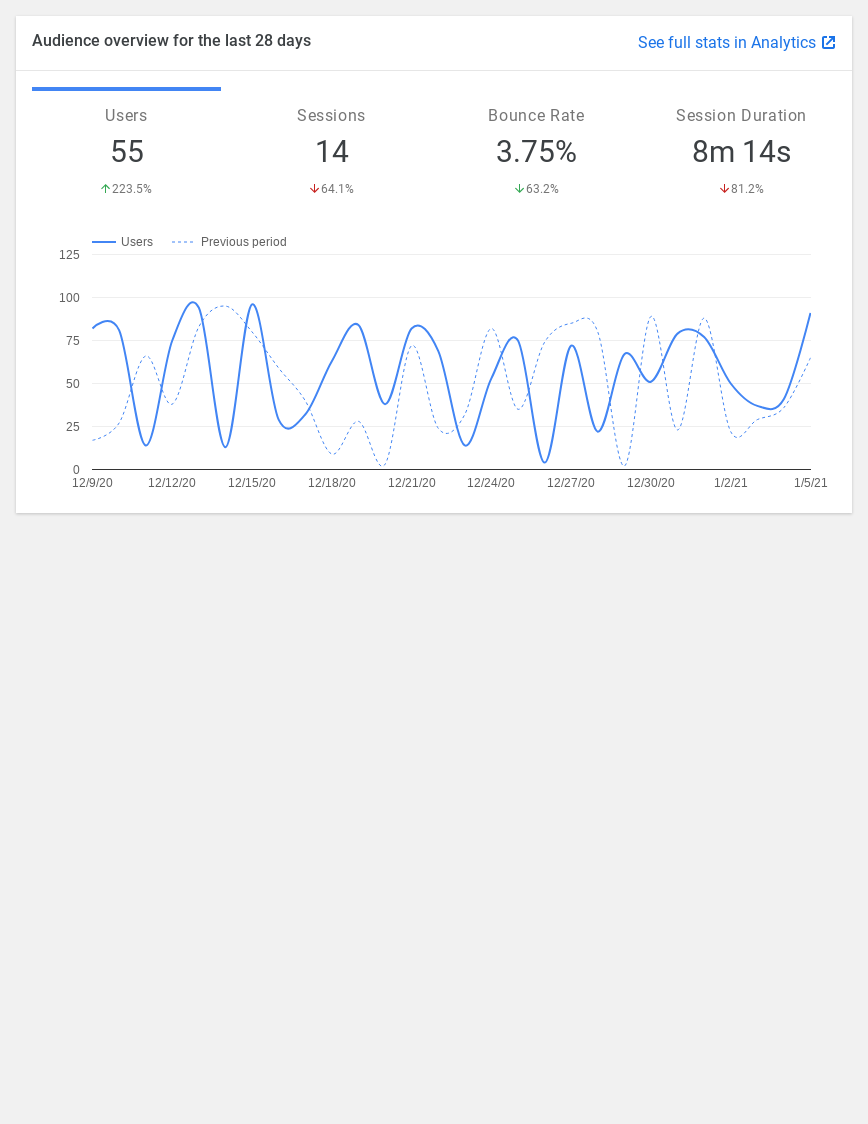 Audience overview for the last 28 days
See full stats in Analytics
Users
Sessions
Bounce Rate
Session Duration
55
14
3.75%
8m 14s
223.5%
64.1%
63.2%
81.2%
Users
Previous period
125
100
75
50
25
0
12/9/20
12/12/20
12/15/20
12/18/20
12/21/20
12/24/20
12/27/20
12/30/20
1/2/21
1/5/21